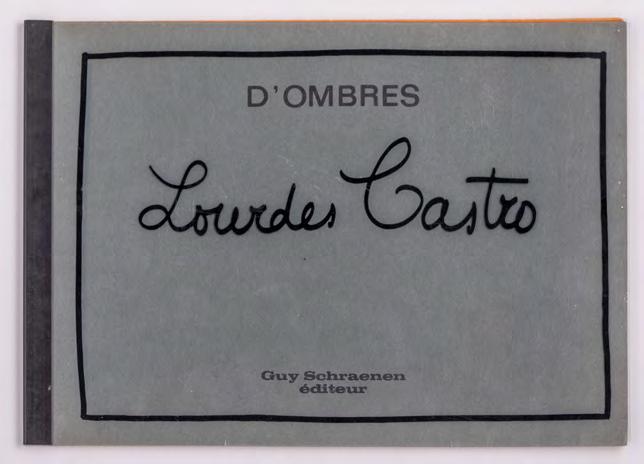 D'OMBRES
Lourdes Castro
Guy Schraenen
éditeur